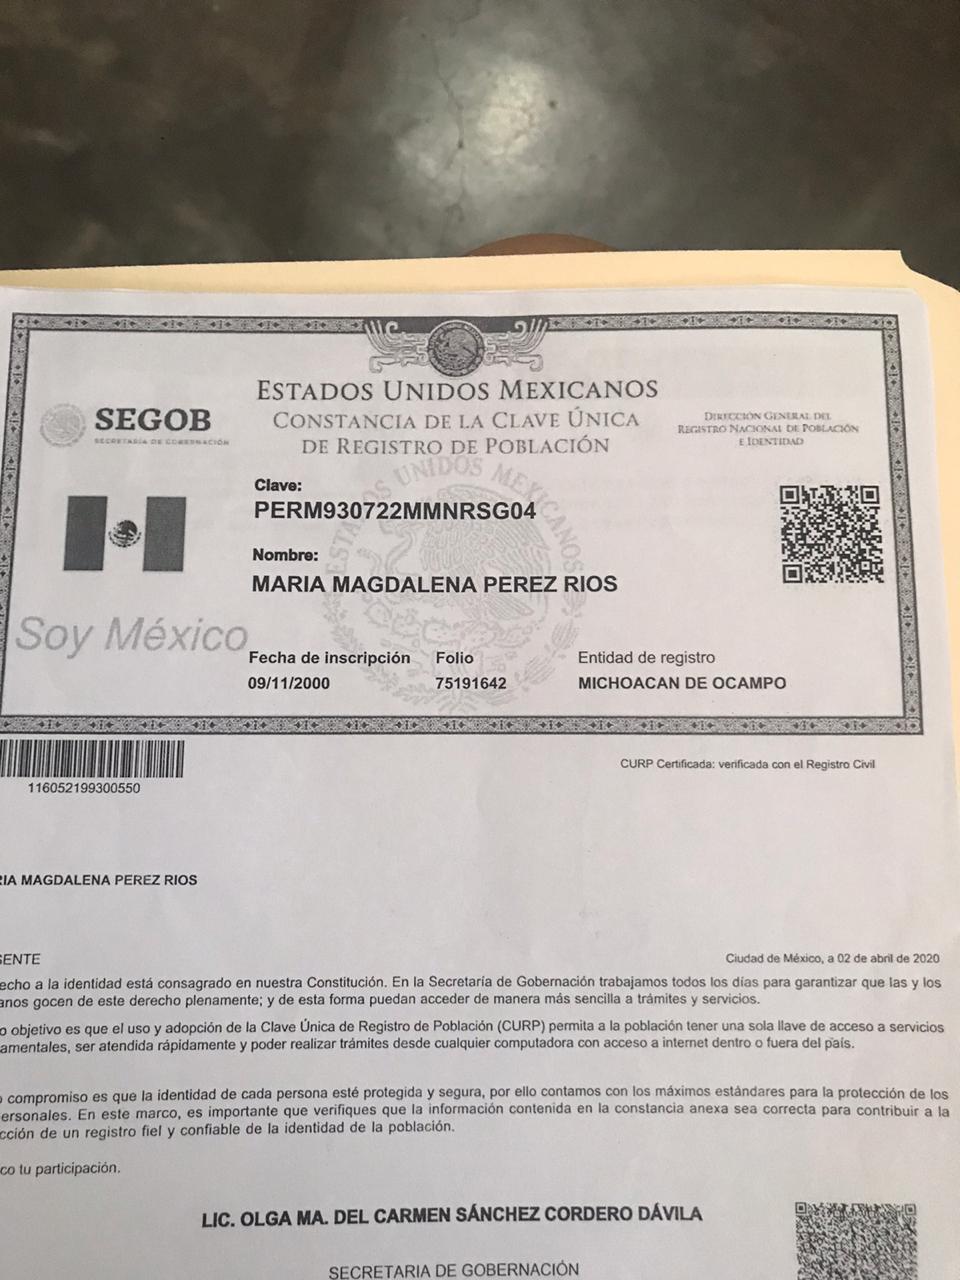 ESTADOS UNIDOS MEXICANOS
CONSTANCIA DE LA CLAVE ÚNICA
DE REGISTRO DE POBLACIÓN
SEGOB
SECRETARÍA DE GOBERNACIÓN
DIRECCIÓN GENERAL DEL
REGISTRO NACIONAL DE POBLACIÓN
E IDENTIDAD
ESTADOS UNIDOS MEXICANOS
Clave:
PERM930722MMNRSG04
Nombre:
MARIA MAGDALENA PEREZ RIOS
Soy México
Fecha de inscripción Folio Entidad de registro
09/11/2000 75191642 MICHOACAN DE OCAMPO
CURP Certificada: verificada con el Registro Civil
116052199300550
RIA MAGDALENA PEREZ RIOS
SENTE
Ciudad de México, a 02 de abril de 2020
echo a la identidad está consagrado en nuestra Constitución. En la Secretaría de Gobernación trabajamos todos los días para garantizar que las y los
anos gocen de este derecho plenamente; y de esta forma puedan acceder de manera más sencilla a trámites y servicios.
o objetivo es que el uso y adopción de la Clave Única de Registro de Población (CURP) permita a la población tener una sola llave de acceso a servicios
amentales, ser atendida rápidamente y poder realizar trámites desde cualquier computadora con acceso a internet dentro o fuera del país.
o compromiso es que la identidad de cada persona esté protegida y segura, por ello contamos con los máximos estándares para la protección de los
ersonales. En este marco, es importante que verifiques que la información contenida en la constancia anexa sea correcta para contribuir a la
cción de un registro fiel y confiable de la identidad de la población.
co tu participación.
LIC. OLGA MA. DEL CARMEN SÁNCHEZ CORDERO DÁVILA
SECRETARIA DE GOBERNACIÓN